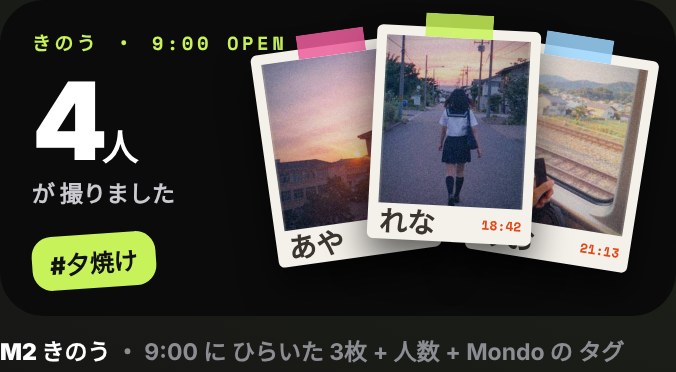 きのう ・ 9:00 OPEN
4人
が 撮りました
#夕焼け
あや
れな 18:42
21:13
M2 きのう ・ 9:00 に ひらいた 3枚 + 人数 + Mondo の タグ